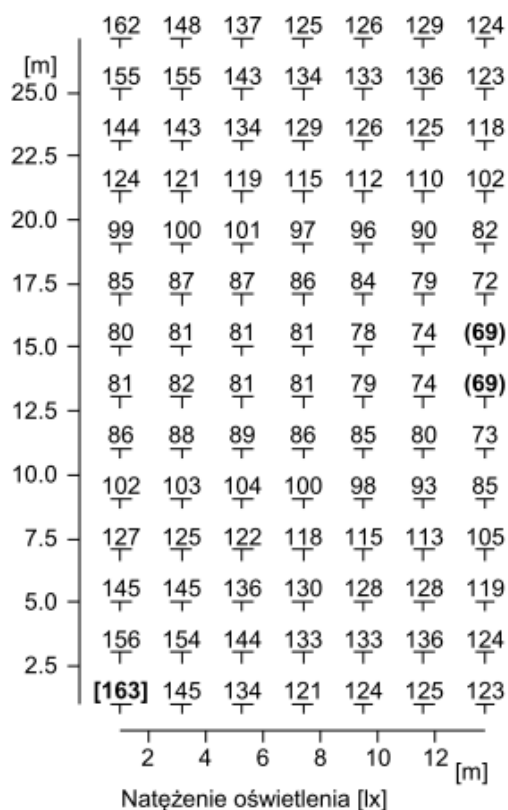 162 148 137 125 126 129 124
[m]
155 155 143 134 133 136 123
25.0
144 143 134 129 126 125 118
22.5
124 121 119 115 112 110 102
20.0
99 100 101 97 96 90 82
17.5
85 87 87 86 84 79 72
80 81 81 81 78 74 (69)
15.0
81 82 81 81 79 74 (69)
12.5
86 88 89 86 85 80 73
10.0
102 103 104 100 98 93 85
7.5
127 125 122 118 115 113 105
145 145 136 130 128 128 119
5.0
156 154 144 133 133 136 124
2.5
[163] 145 134 121 124 125 123
2 4 6 8 10 12 [m]
Natężenie oświetlenia [lx]